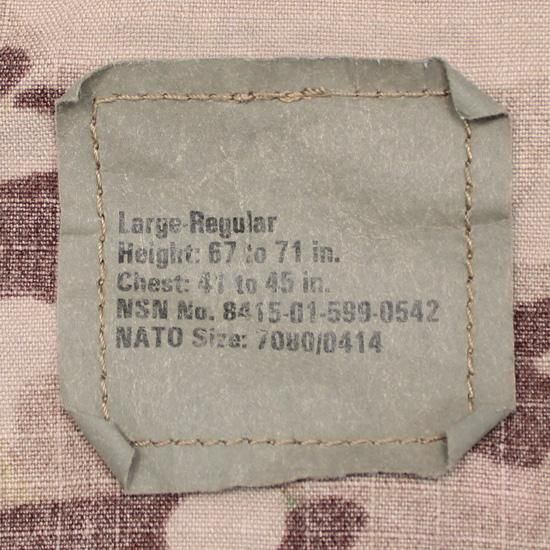 Large-Regular
Height: 67 to 71 in.
Chest: 41 to 45 in.
NSN No. 8415-01-599-0542
NATO Size: 7080/0414